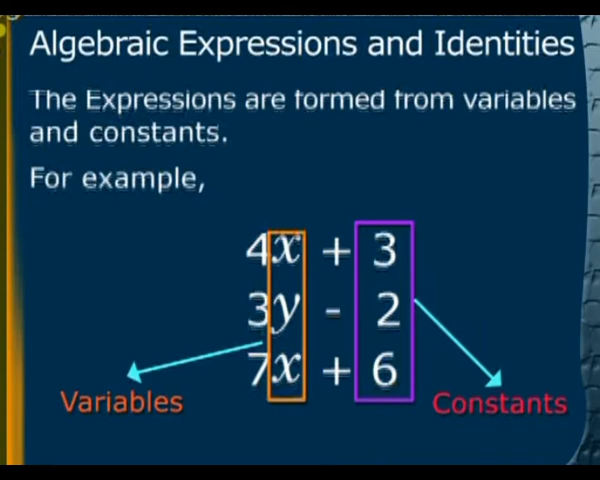 Algebraic Expressions and Identities
The Expressions are formed from variables
and constants.
For example,
4x + 3
3y - 2
7x + 6
Variables
Constants